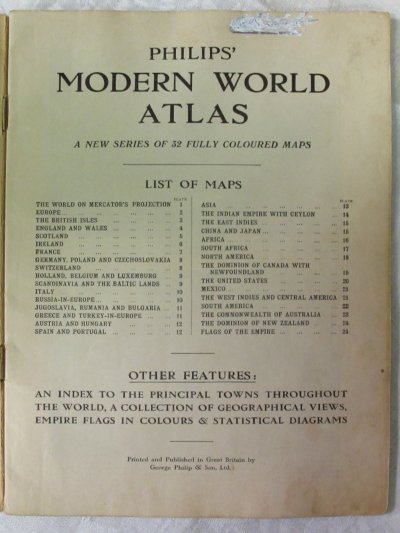 PHILIPS'
MODERN WORLD
ATLAS
A NEW SERIES OF 52 FULLY COLOURED MAPS
LIST OF MAPS
PLATE
THE WORLD ON MERCATOR'S PROJECTION 1
EUROPE ... ... ... ... ... 2
THE BRITISH ISLES ... ... ... 3
ENGLAND AND WALES ... ... ... 4
SCOTLAND ... ... ... ... 5
IRELAND ... ... ... ... 6
FRANCE ... ... ... ... 7
GERMANY, POLAND AND CZECHOSLOVAKIA 8
SWITZERLAND ... ... ... ... 8
HOLLAND, BELGIUM AND LUXEMBURG 9
SCANDINAVIA AND THE BALTIC LANDS 9
ITALY ... ... ... ... 10
RUSSIA-IN-EUROPE ... ... ... 10
JUGOSLAVIA, RUMANIA AND BULGARIA ... 11
GREECE AND TURKEY-IN-EUROPE ... ... 11
AUSTRIA AND HUNGARY ... ... ... 12
SPAIN AND PORTUGAL ... ... ... 12
PLATE
ASIA ... ... ... ... ... 13
THE INDIAN EMPIRE WITH CEYLON ... 14
THE EAST INDIES ... ... ... 15
CHINA AND JAPAN ... ... ... 15
AFRICA ... ... ... ... 16
SOUTH AFRICA ... ... ... 17
NORTH AMERICA ... ... ... 18
THE DOMINION OF CANADA WITH
NEWFOUNDLAND ... ... ... 19
THE UNITED STATES ... ... ... 20
MEXICO ... ... ... ... 21
THE WEST INDIES AND CENTRAL AMERICA 21
SOUTH AMERICA ... ... ... 22
THE COMMONWEALTH OF AUSTRALIA ... 23
THE DOMINION OF NEW ZEALAND ... ... 24
FLAGS OF THE EMPIRE ... ... ... 25
OTHER FEATURES:
AN INDEX TO THE PRINCIPAL TOWNS THROUGHOUT
THE WORLD, A COLLECTION OF GEOGRAPHICAL VIEWS,
EMPIRE FLAGS IN COLOURS & STATISTICAL DIAGRAMS
Printed and Published in Great Britain by
George Philip & Son, Ltd.